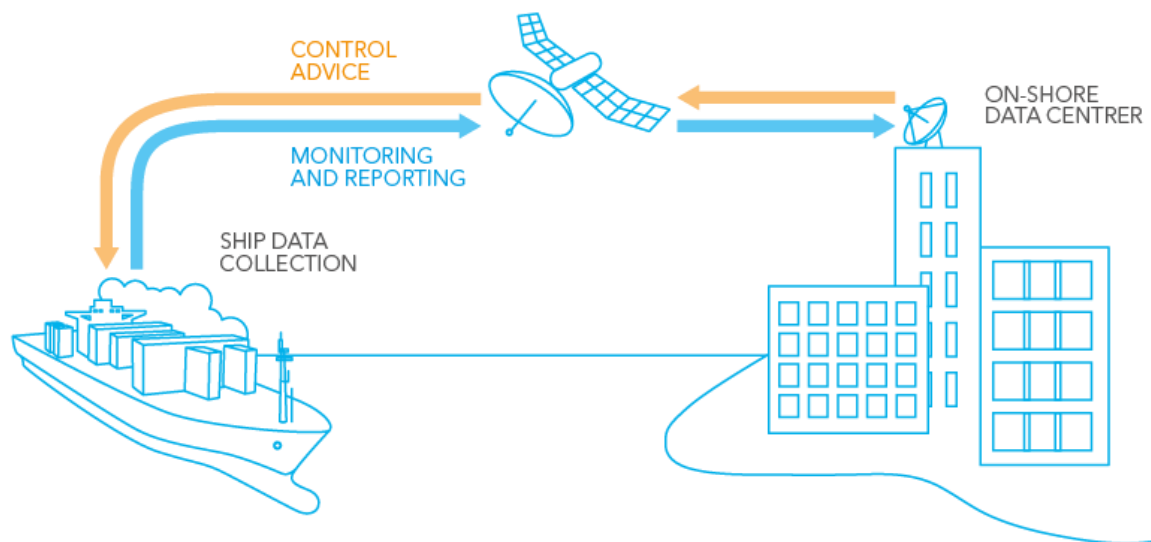 CONTROL
ADVICE
ON-SHORE
DATA CENTRER
MONITORING
AND REPORTING
SHIP DATA
COLLECTION